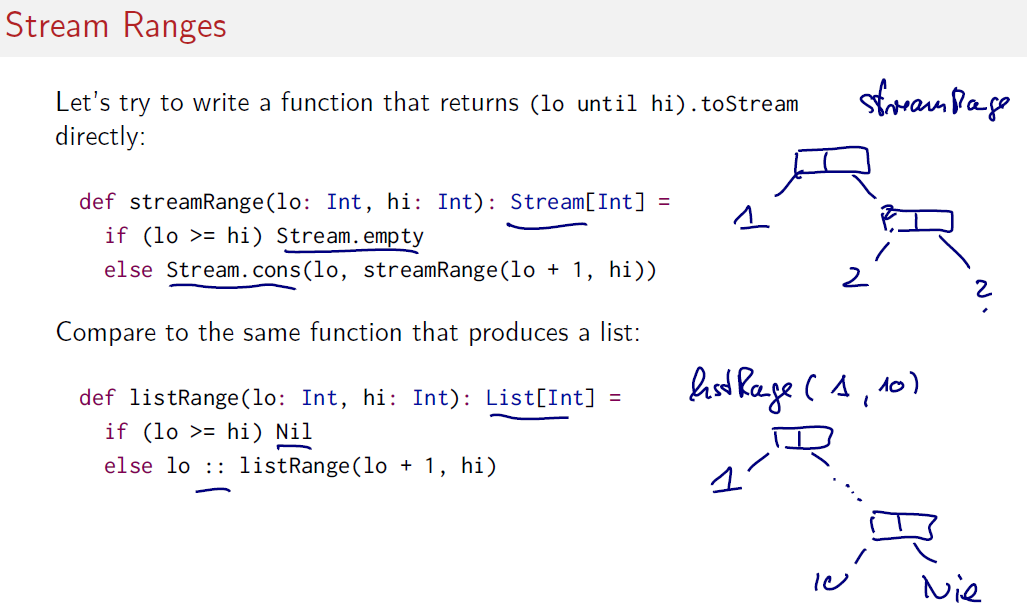 Stream Ranges
Let's try to write a function that returns (lo until hi).toStream
directly:
streamRange
def streamRange(lo: Int, hi: Int): Stream[Int] =
if (lo >= hi) Stream.empty
else Stream.cons(lo, streamRange(lo + 1, hi))
1
?
2
?
Compare to the same function that produces a list:
def listRange(lo: Int, hi: Int): List[Int] =
if (lo >= hi) Nil
else lo :: listRange(lo + 1, hi)
listRange(1, 10)
1
10
Nil